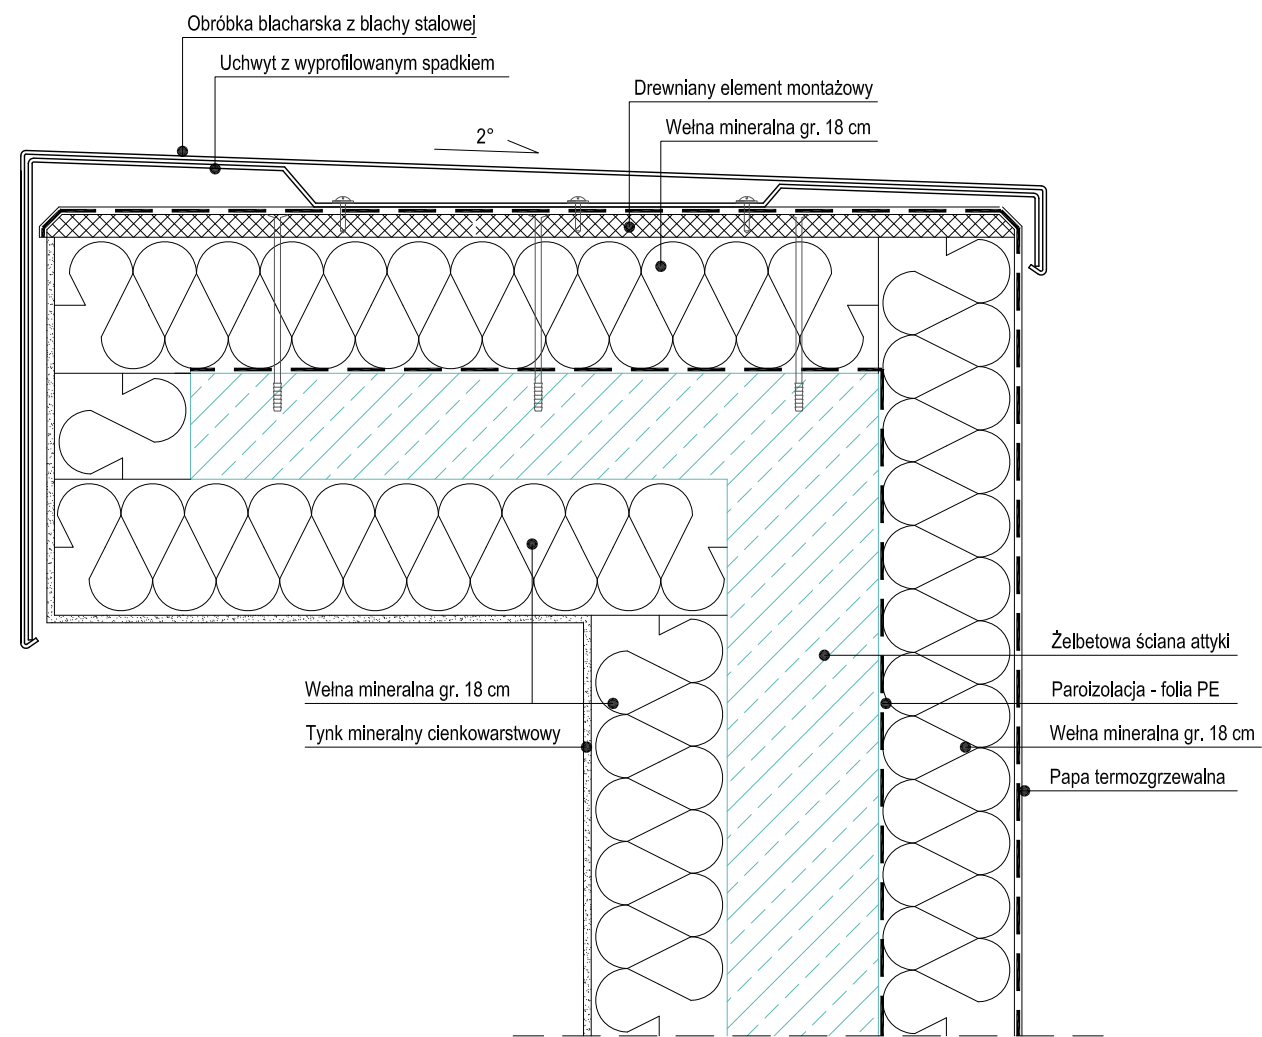 Obróbka blacharska z blachy stalowej
Uchwyt z wyprofilowanym spadkiem
Drewniany element montażowy
Wełna mineralna gr. 18 cm
2°
Żelbetowa ściana attyki
Wełna mineralna gr. 18 cm
Paroizolacja - folia PE
Tynk mineralny cienkowarstwowy
Wełna mineralna gr. 18 cm
Papa termozgrzewalna